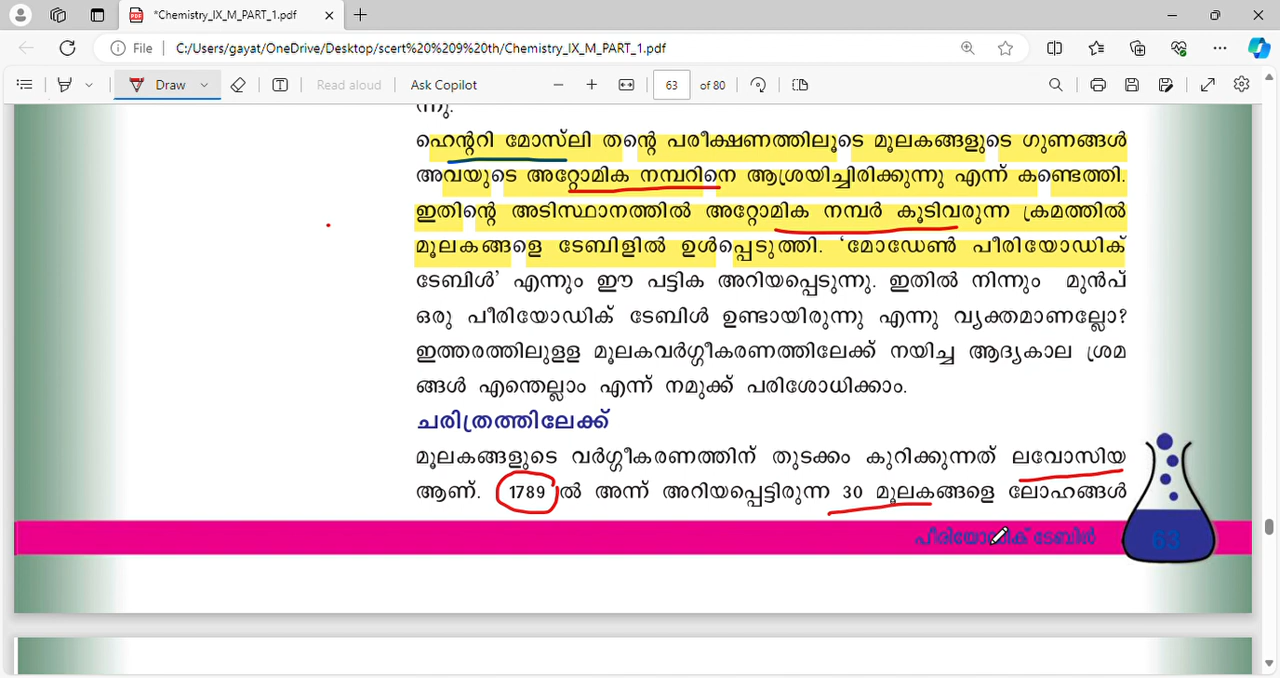 *Chemistry_IX_M_PART_1.pdf
File C:/Users/gayat/OneDrive/Desktop/scert%20%209%20th/Chemistry_IX_M_PART_1.pdf
Draw Read aloud Ask Copilot 63 of 80
ന്നു.
ഹെന്ററി മോസ്‌ലി തന്റെ പരീക്ഷണത്തിലൂടെ മൂലകങ്ങളുടെ ഗുണങ്ങൾ
അവയുടെ അറ്റോമിക നമ്പറിനെ ആശ്രയിച്ചിരിക്കുന്നു എന്ന് കണ്ടെത്തി.
ഇതിന്റെ അടിസ്ഥാനത്തിൽ അറ്റോമിക നമ്പർ കൂടിവരുന്ന ക്രമത്തിൽ
മൂലകങ്ങളെ ടേബിളിൽ ഉൾപ്പെടുത്തി. ‘മോഡേൺ പീരിയോഡിക്
ടേബിൾ’ എന്നും ഈ പട്ടിക അറിയപ്പെടുന്നു. ഇതിൽ നിന്നും മുൻപ്
ഒരു പീരിയോഡിക് ടേബിൾ ഉണ്ടായിരുന്നു എന്നു വ്യക്തമാണല്ലോ?
ഇത്തരത്തിലുളള മൂലകവർഗ്ഗീകരണത്തിലേക്ക് നയിച്ച ആദ്യകാല ശ്രമ
ങ്ങൾ എന്തെല്ലാം എന്ന് നമുക്ക് പരിശോധിക്കാം.
ചരിത്രത്തിലേക്ക്
മൂലകങ്ങളുടെ വർഗ്ഗീകരണത്തിന് തുടക്കം കുറിക്കുന്നത് ലവോസിയ
ആണ്. 1789 ൽ അന്ന് അറിയപ്പെട്ടിരുന്ന 30 മൂലകങ്ങളെ ലോഹങ്ങൾ
പീരിയോഡിക് ടേബിൾ 63